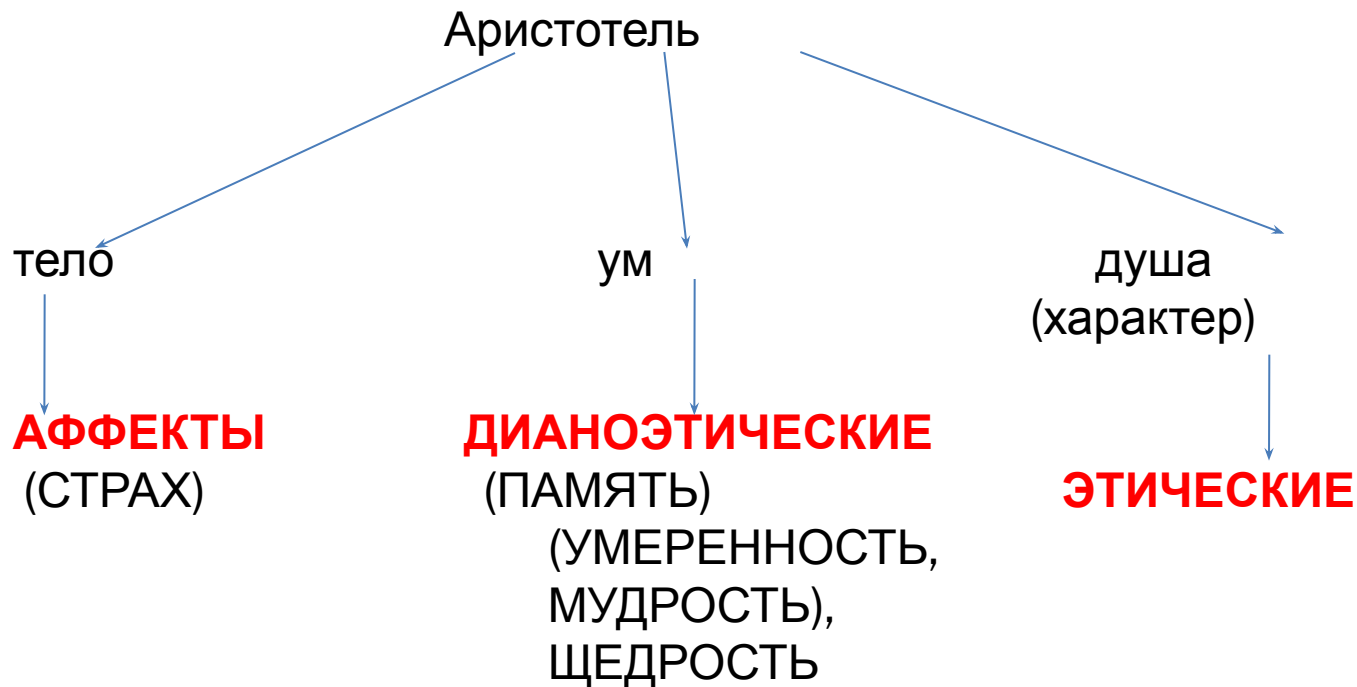 Аристотель
тело
ум
душа
(характер)
АФФЕКТЫ
(СТРАХ)
ДИАНОЭТИЧЕСКИЕ
(ПАМЯТЬ)
(УМЕРЕННОСТЬ,
МУДРОСТЬ),
ЩЕДРОСТЬ
ЭТИЧЕСКИЕ